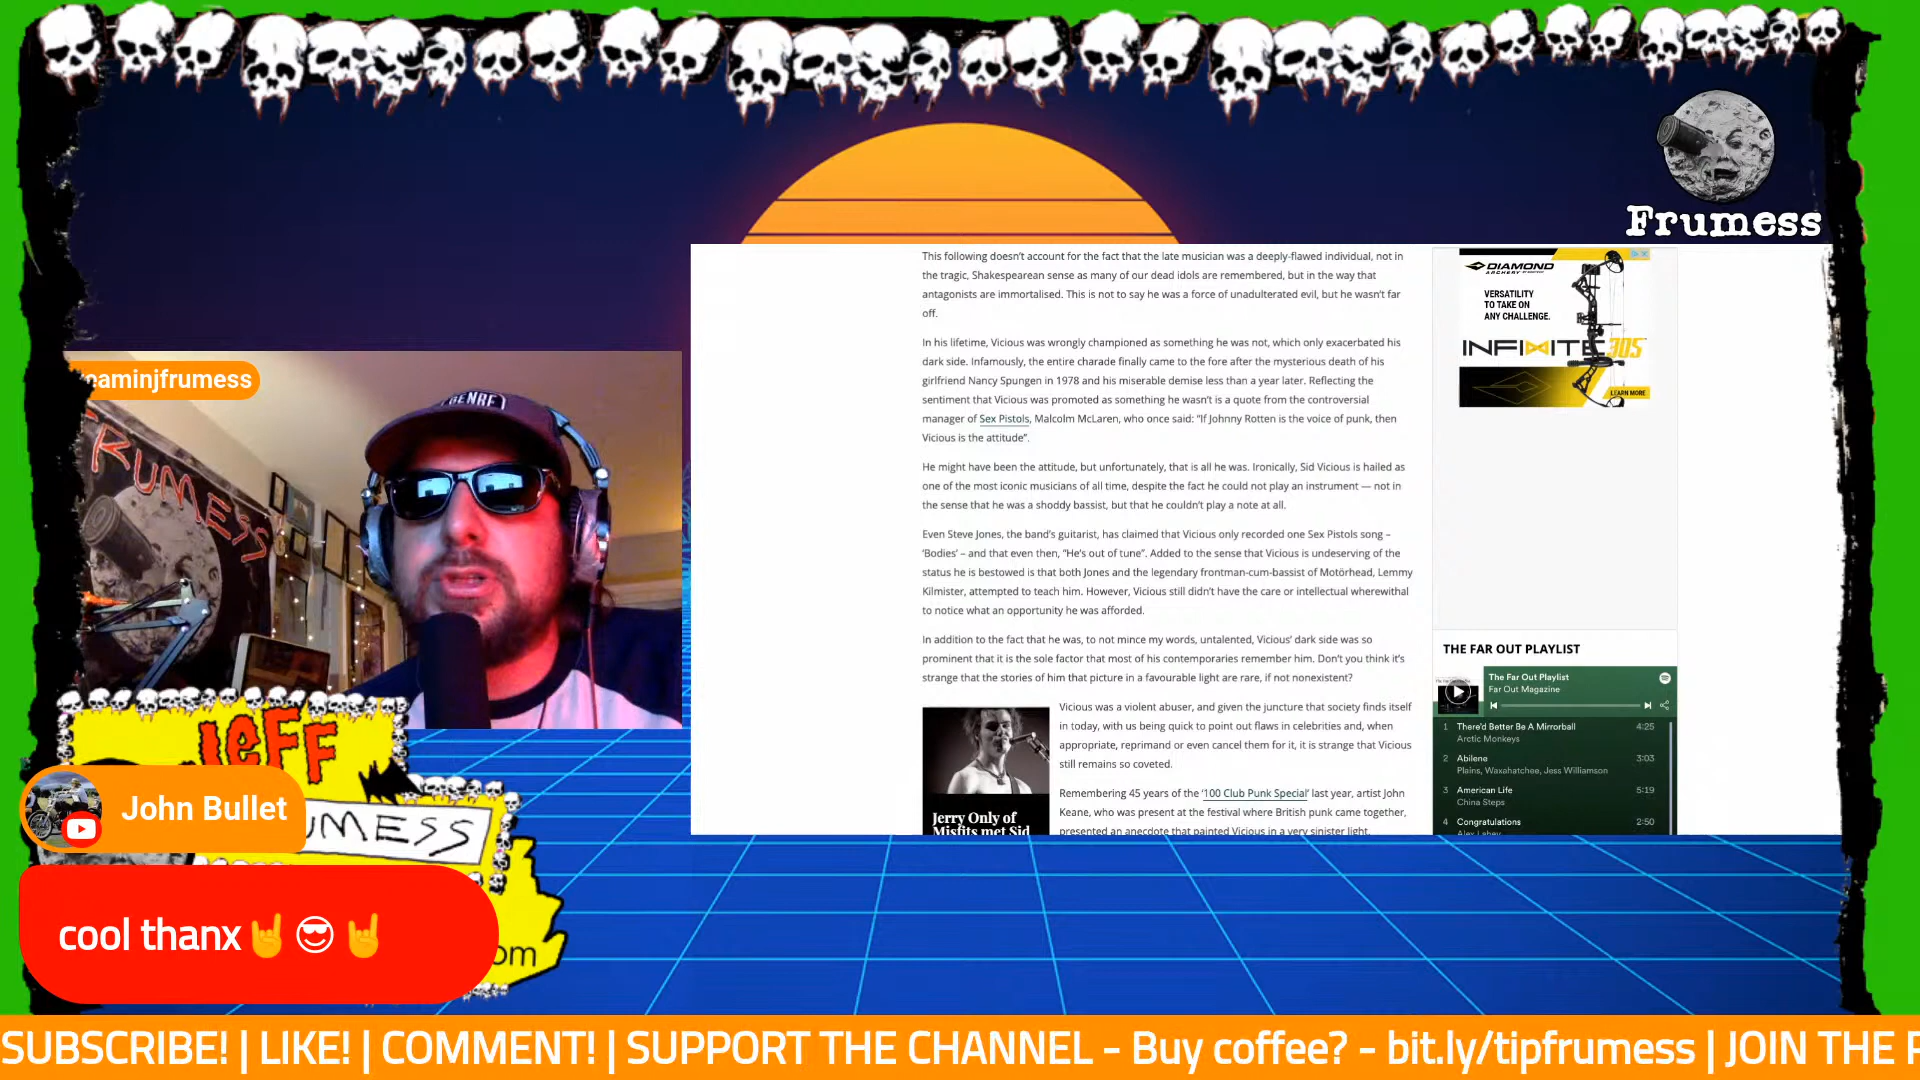 Frumess
This following doesn't account for the fact that the late musician was a deeply-flawed individual, not in
the tragic, Shakespearean sense as many of our dead idols are remembered, but in the way that
antagonists are immortalised. This is not to say he was a force of unadulterated evil, but he wasn't far
off.
In his lifetime, Vicious was wrongly championed as something he was not, which only exacerbated his
dark side. Infamously, the entire charade finally came to the fore after the mysterious death of his
girlfriend Nancy Spungen in 1978 and his miserable demise less than a year later. Reflecting the
sentiment that Vicious was promoted as something he wasn't is a quote from the controversial
manager of Sex Pistols, Malcolm McLaren, who once said: “If Johnny Rotten is the voice of punk, then
Vicious is the attitude”.
He might have been the attitude, but unfortunately, that is all he was. Ironically, Sid Vicious is hailed as
one of the most iconic musicians of all time, despite the fact he could not play an instrument — not in
the sense that he was a shoddy bassist, but that he couldn't play a note at all.
Even Steve Jones, the band's guitarist, has claimed that Vicious only recorded one Sex Pistols song –
‘Bodies’ – and that even then, “He's out of tune”. Added to the sense that Vicious is undeserving of the
status he is bestowed is that both Jones and the legendary frontman-cum-bassist of Motörhead, Lemmy
Kilmister, attempted to teach him. However, Vicious still didn't have the care or intellectual wherewithal
to notice what an opportunity he was afforded.
In addition to the fact that he was, to not mince my words, untalented, Vicious' dark side was so
prominent that it is the sole factor that most of his contemporaries remember him. Don't you think it's
strange that the stories of him that picture in a favourable light are rare, if not nonexistent?
Vicious was a violent abuser, and given the juncture that society finds itself
in today, with us being quick to point out flaws in celebrities and, when
appropriate, reprimand or even cancel them for it, it is strange that Vicious
still remains so coveted.
Remembering 45 years of the ‘100 Club Punk Special’ last year, artist John
Keane, who was present at the festival where British punk came together,
presented an anecdote that painted Vicious in a very sinister light.
Jerry Only of
Misfits met Sid
DIAMOND
VERSATILITY
TO TAKE ON
ANY CHALLENGE.
INFINITE 305
LEARN MORE
THE FAR OUT PLAYLIST
The Far Out Playlist
Far Out Magazine
1 There'd Better Be A Mirrorball 4:25
Arctic Monkeys
2 Abilene 3:03
Plains, Waxahatchee, Jess Williamson
3 American Life 5:19
China Steps
4 Congratulations 2:50
Alex Lahey
eaminjfrumess
GENRE
FRUMESS
JeFF
UMESS
om
John Bullet
cool thanx🤘😎🤘
SUBSCRIBE! | LIKE! | COMMENT! | SUPPORT THE CHANNEL - Buy coffee? - bit.ly/tipfrumess | JOIN THE